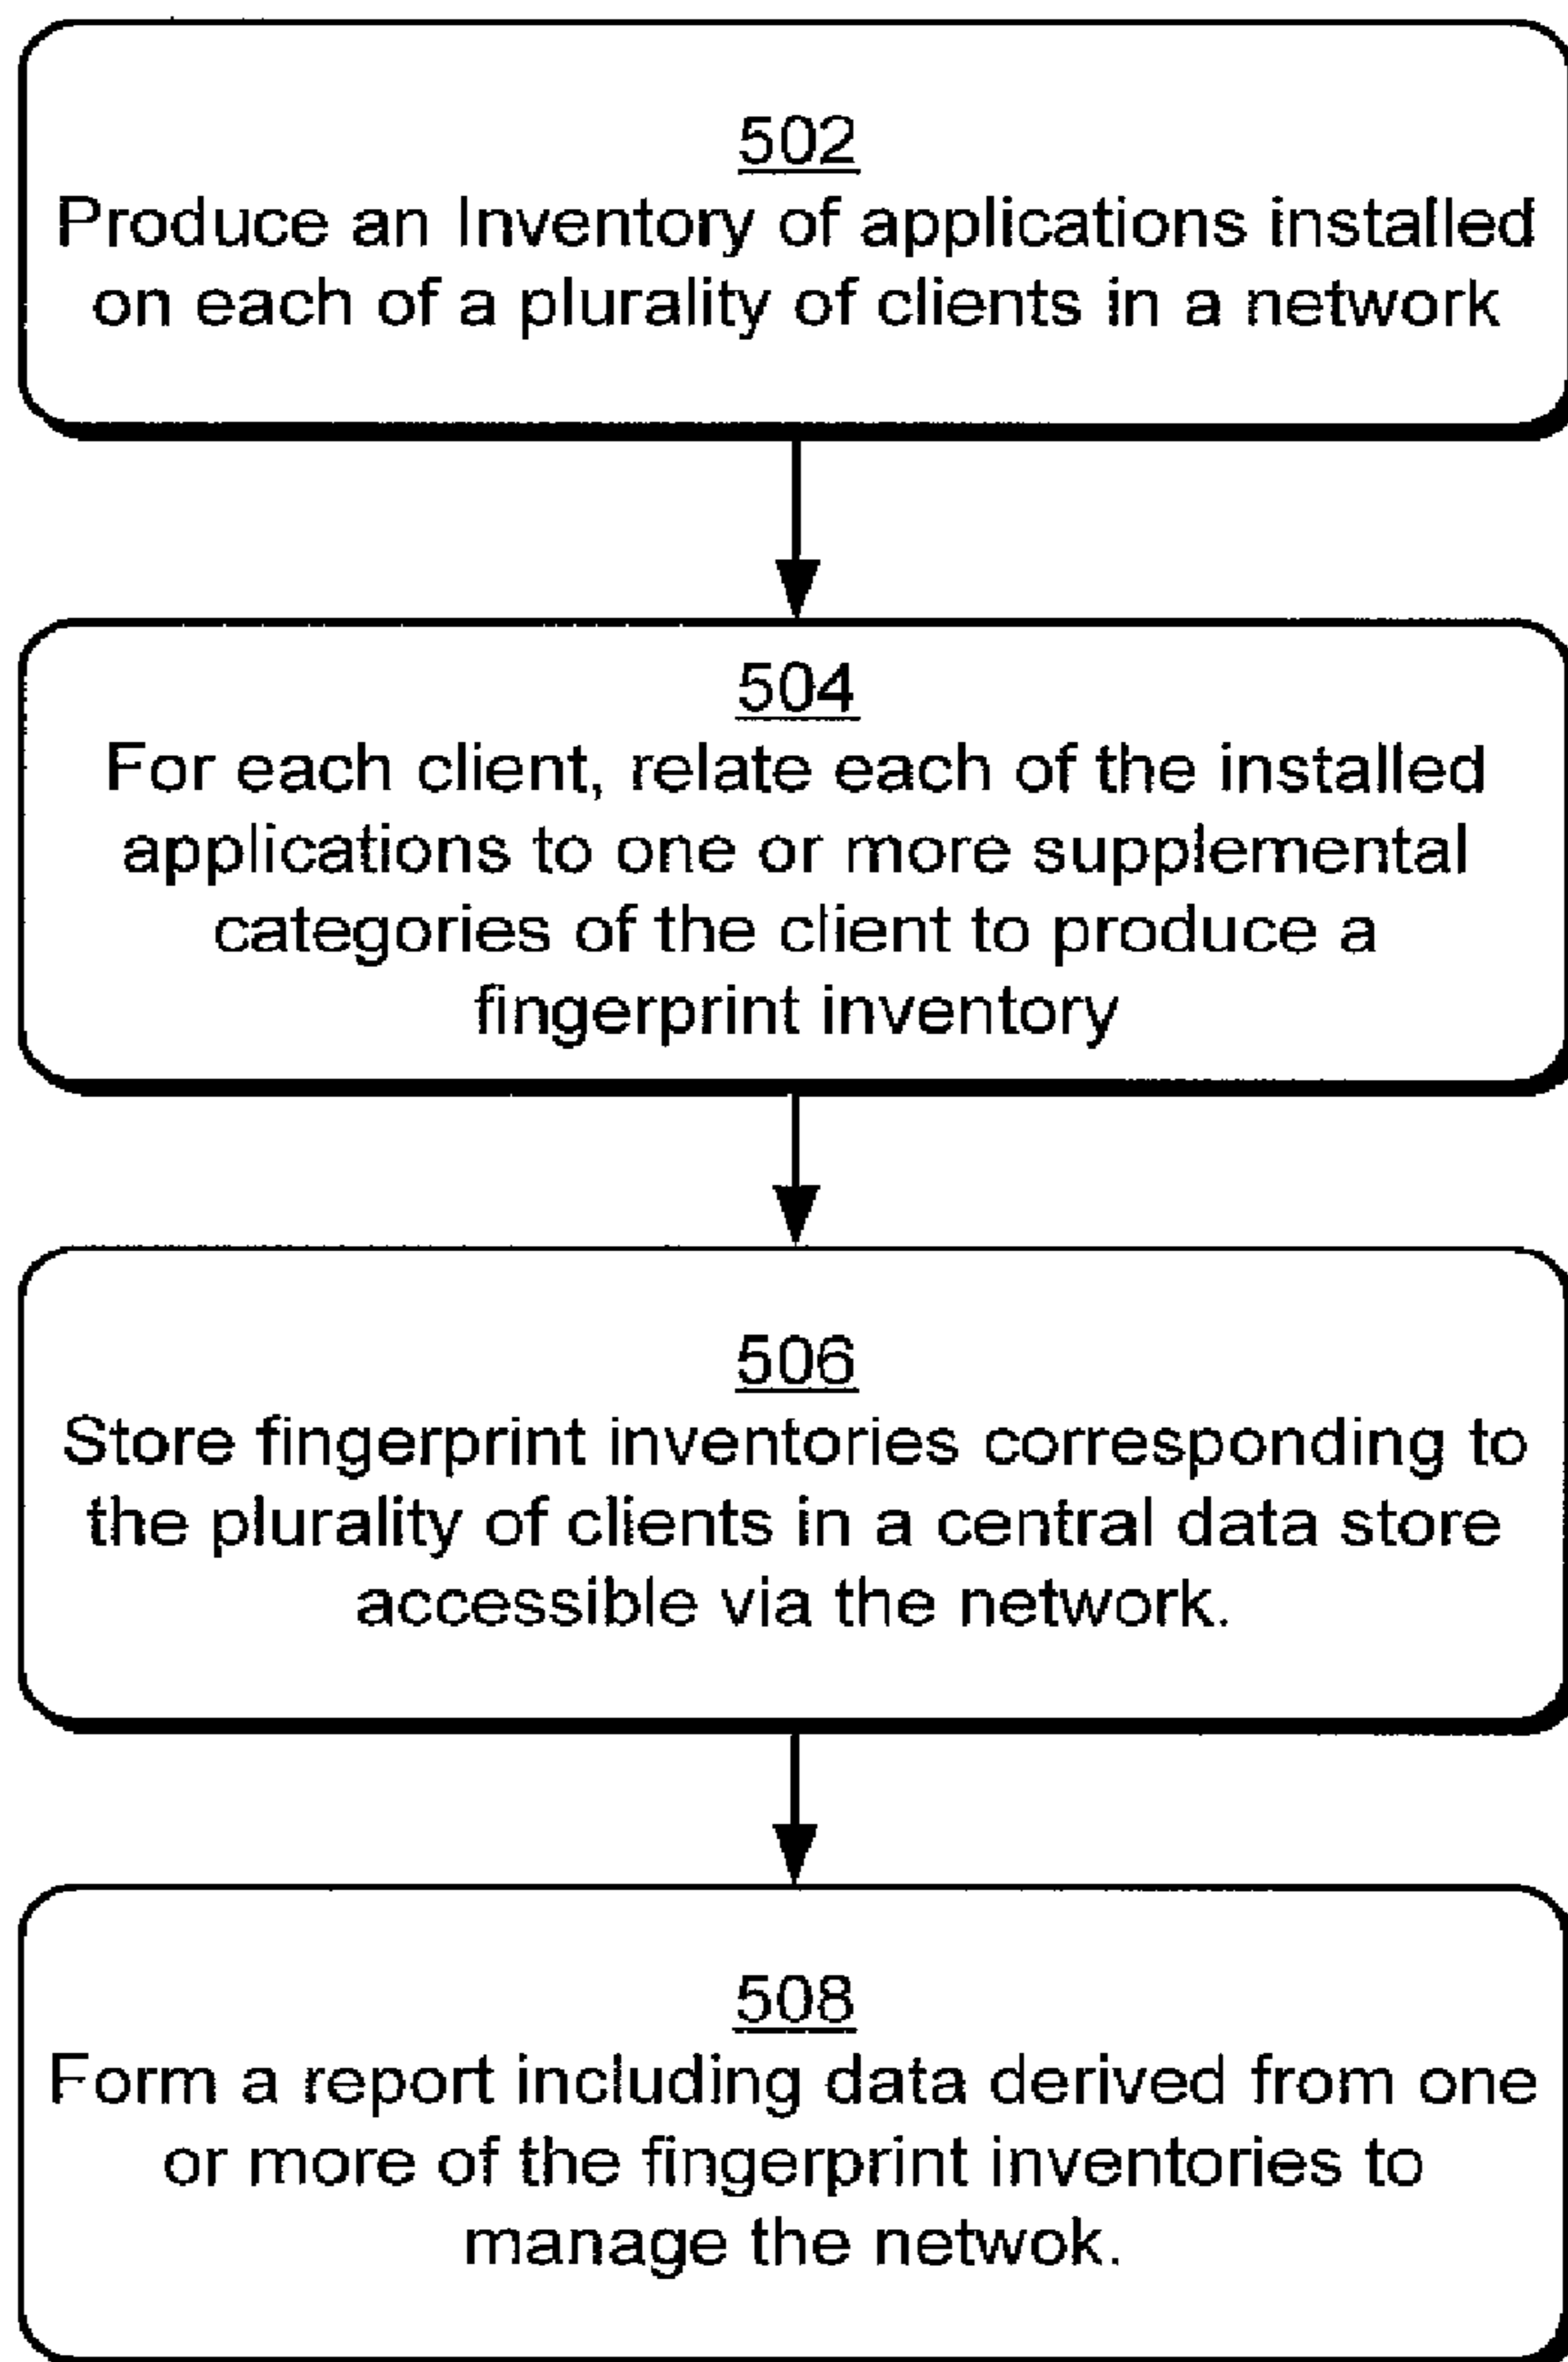 502
Produce an Inventory of applications installed
on each of a plurality of clients in a network
504
For each client, relate each of the installed
applications to one or more supplemental
categories of the client to produce a
fingerprint inventory
506
Store fingerprint inventories corresponding to
the plurality of clients in a central data store
accessible via the network.
508
Form a report including data derived from one
or more of the fingerprint inventories to
manage the netwok.